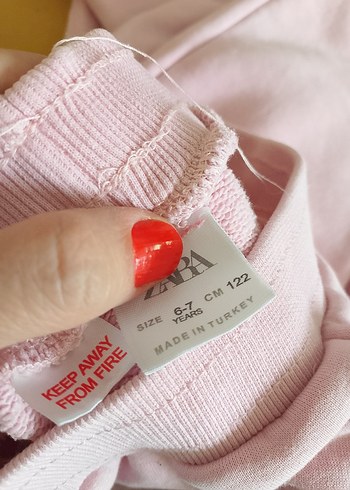 ZARA
SIZE 6-7 YEARS CM 122
MADE IN TURKEY
KEEP AWAY
FROM FIRE